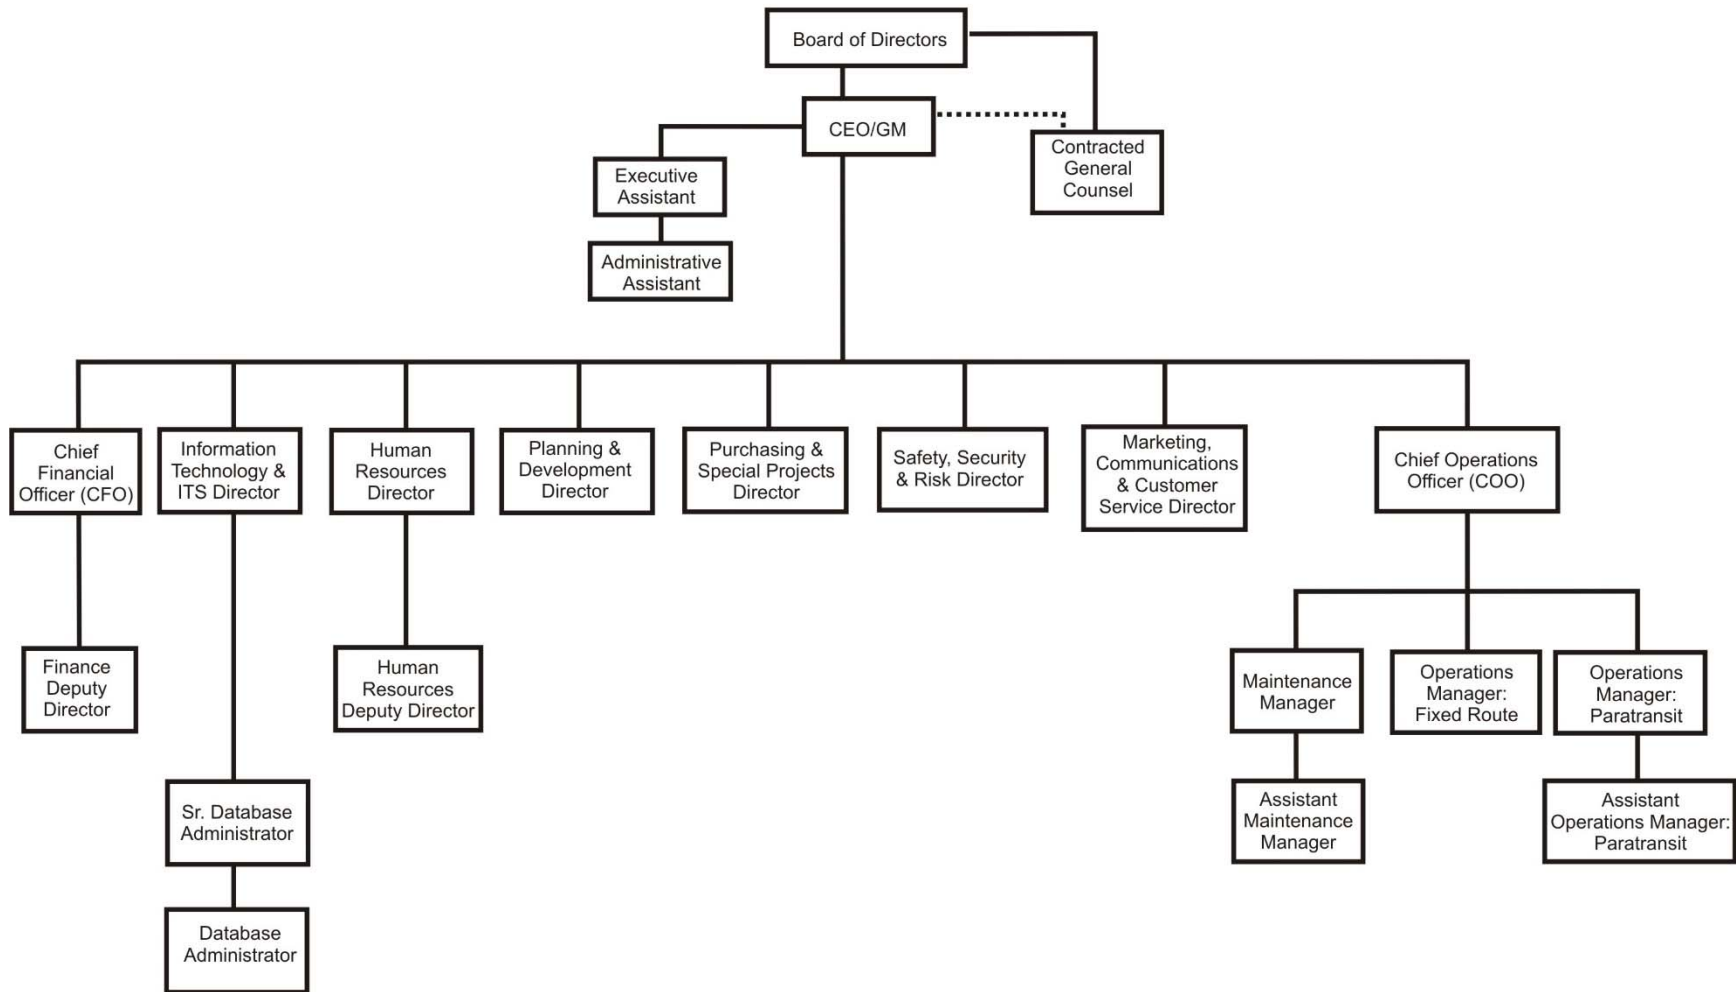 Board of Directors
CEO/GM
Contracted
General
Counsel
Executive
Assistant
Administrative
Assistant
Chief
Financial
Officer (CFO)
Information
Technology &
ITS Director
Human
Resources
Director
Planning &
Development
Director
Purchasing &
Special Projects
Director
Safety, Security
& Risk Director
Marketing,
Communications
& Customer
Service Director
Chief Operations
Officer (COO)
Finance
Deputy
Director
Human
Resources
Deputy Director
Maintenance
Manager
Operations
Manager:
Fixed Route
Operations
Manager:
Paratransit
Sr. Database
Administrator
Assistant
Maintenance
Manager
Assistant
Operations Manager:
Paratransit
Database
Administrator